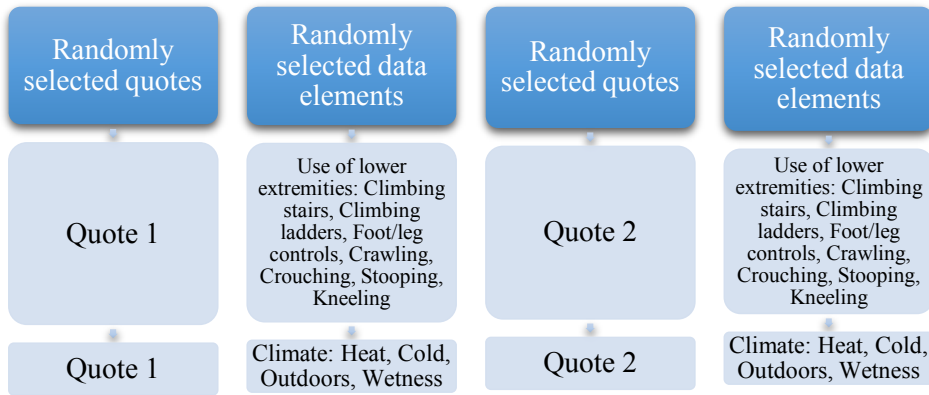 Randomly
selected quotes
Quote 1
Quote 1
Randomly
selected data
elements
Use of lower
extremities: Climbing
stairs, Climbing
ladders, Foot/leg
controls, Crawling,
Crouching, Stooping,
Kneeling
Climate: Heat, Cold,
Outdoors, Wetness
Randomly
selected quotes
Quote 2
Quote 2
Randomly
selected data
elements
Use of lower
extremities: Climbing
stairs, Climbing
ladders, Foot/leg
controls, Crawling,
Crouching, Stooping,
Kneeling
Climate: Heat, Cold,
Outdoors, Wetness